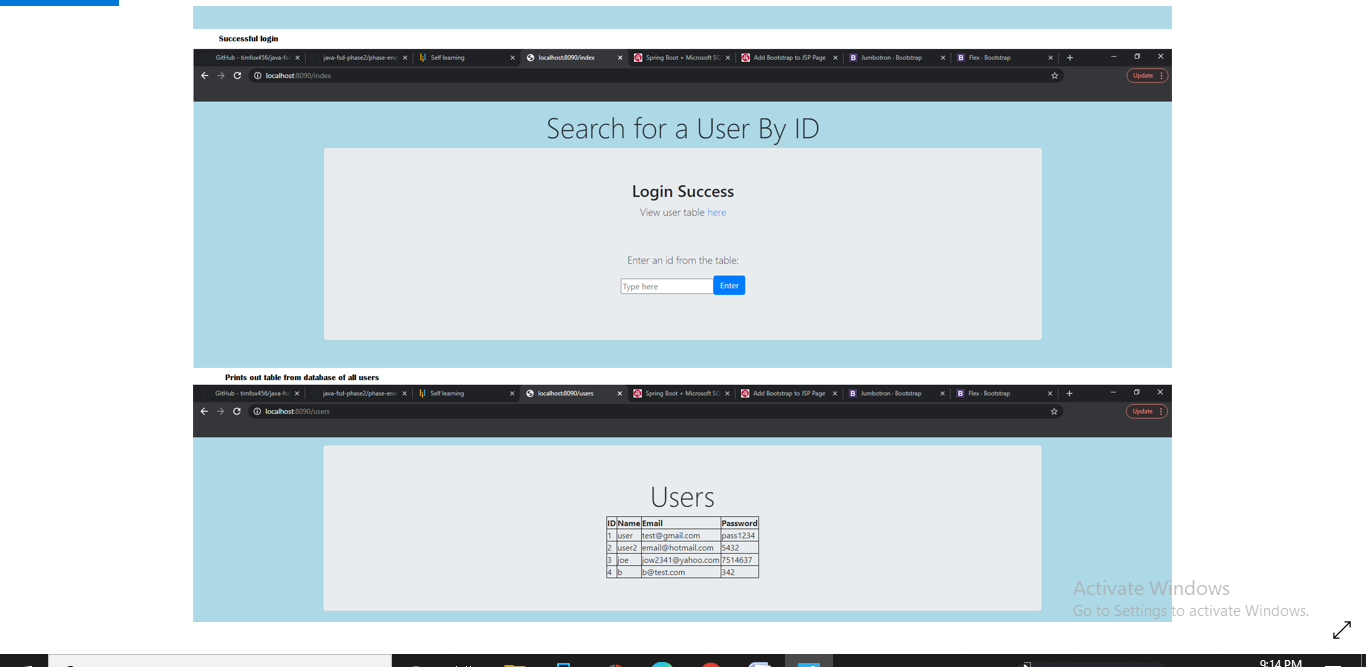 Successful login
GitHub - timfox456/java-fs
java-fsd-phase2/phase-en
Self learning
localhost:8090/index
Spring Boot + Microsoft SC
Add Bootstrap to JSP Page
Jumbotron · Bootstrap
Flex · Bootstrap
localhost:8090/index
Update
Search for a User By ID
Login Success
View user table here
Enter an id from the table:
Type here Enter
Prints out table from database of all users
GitHub - timfox456/java-fs
java-fsd-phase2/phase-en
Self learning
localhost:8090/users
Spring Boot + Microsoft SC
Add Bootstrap to JSP Page
Jumbotron · Bootstrap
Flex · Bootstrap
localhost:8090/users
Update
Users
ID Name Email Password
1 user test@gmail.com pass1234
2 user2 email@hotmail.com 5432
3 joe jow2341@yahoo.com 7514637
4 b b@test.com 342
Activate Windows
Go to Settings to activate Windows.
9:14 PM